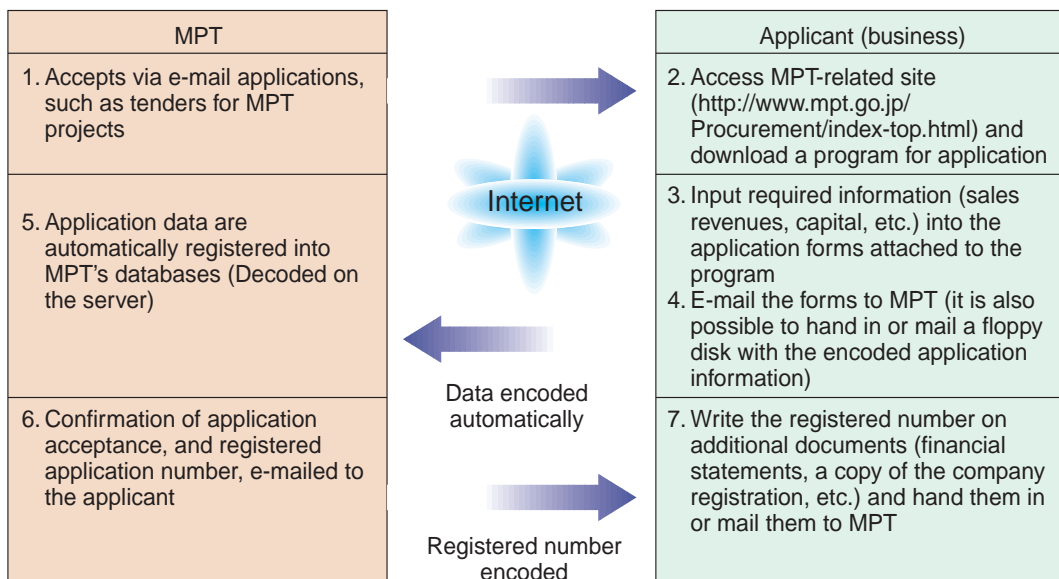 MPT
1. Accepts via e-mail applications,
such as tenders for MPT
projects
5. Application data are
automatically registered into
MPT's databases (Decoded on
the server)
6. Confirmation of application
acceptance, and registered
application number, e-mailed to
the applicant
Internet
Data encoded
automatically
Registered number
encoded
Applicant (business)
2. Access MPT-related site
(http://www.mpt.go.jp/
Procurement/index-top.html) and
download a program for application
3. Input required information (sales
revenues, capital, etc.) into the
application forms attached to the
program
4. E-mail the forms to MPT (it is also
possible to hand in or mail a floppy
disk with the encoded application
information)
7. Write the registered number on
additional documents (financial
statements, a copy of the company
registration, etc.) and hand them in
or mail them to MPT